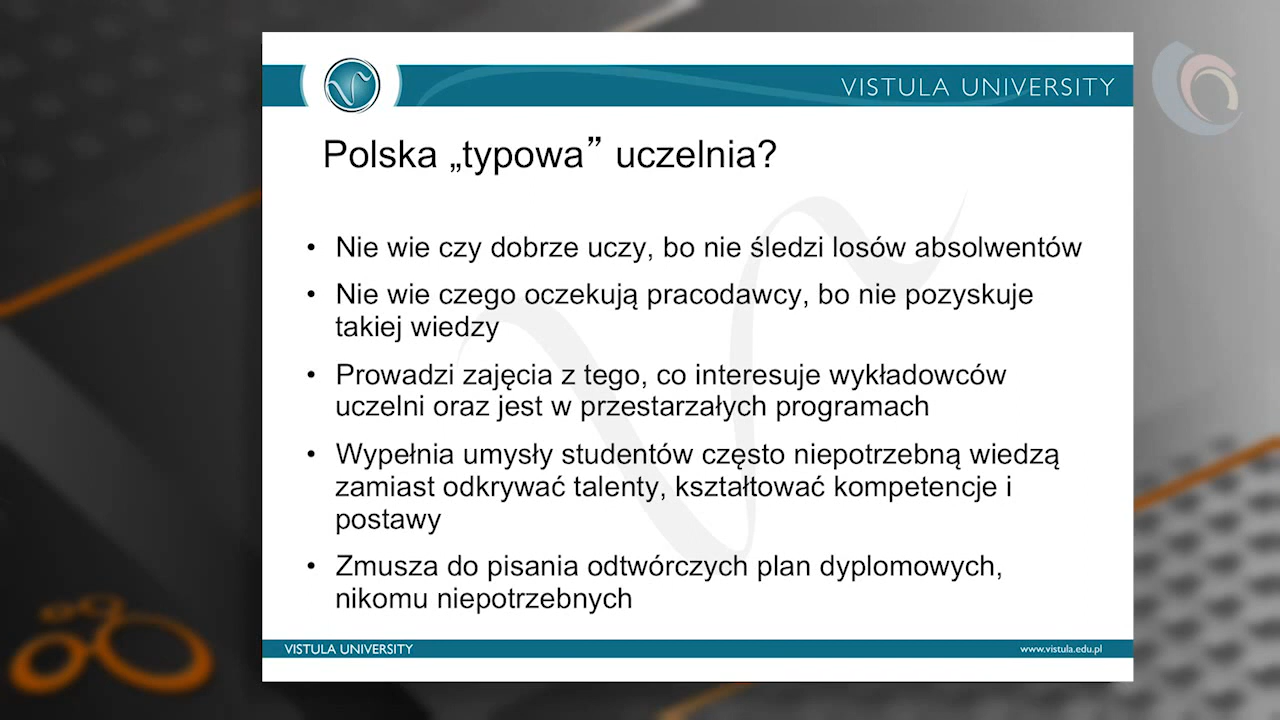 VISTULA UNIVERSITY
Polska „typowa” uczelnia?
• Nie wie czy dobrze uczy, bo nie śledzi losów absolwentów
• Nie wie czego oczekują pracodawcy, bo nie pozyskuje
takiej wiedzy
• Prowadzi zajęcia z tego, co interesuje wykładowców
uczelni oraz jest w przestarzałych programach
• Wypełnia umysły studentów często niepotrzebną wiedzą
zamiast odkrywać talenty, kształtować kompetencje i
postawy
• Zmusza do pisania odtwórczych plan dyplomowych,
nikomu niepotrzebnych
VISTULA UNIVERSITY
www.vistula.edu.pl